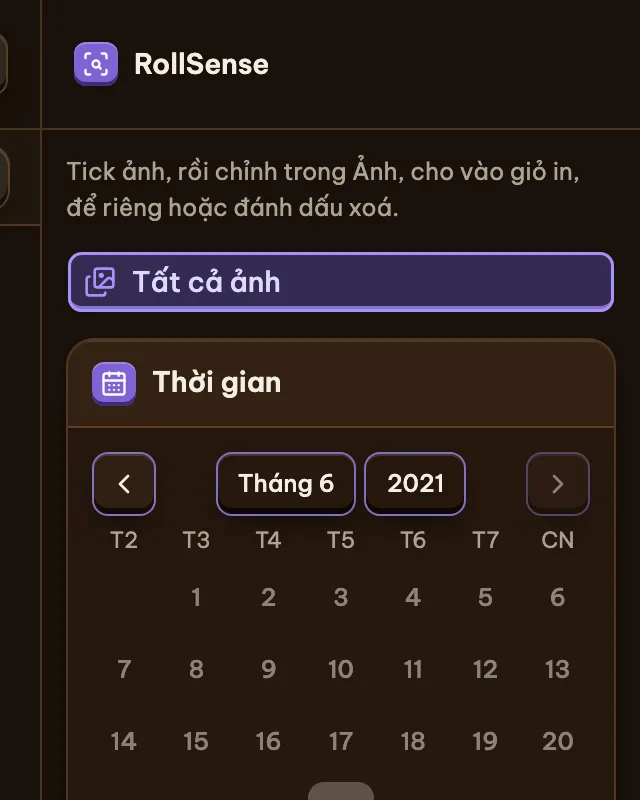 RollSense
Tick ảnh, rồi chỉnh trong Ảnh, cho vào giỏ in,
để riêng hoặc đánh dấu xoá.
Tất cả ảnh
Thời gian
Tháng 6 2021
T2 T3 T4 T5 T6 T7 CN
1 2 3 4 5 6
7 8 9 10 11 12 13
14 15 16 17 18 19 20